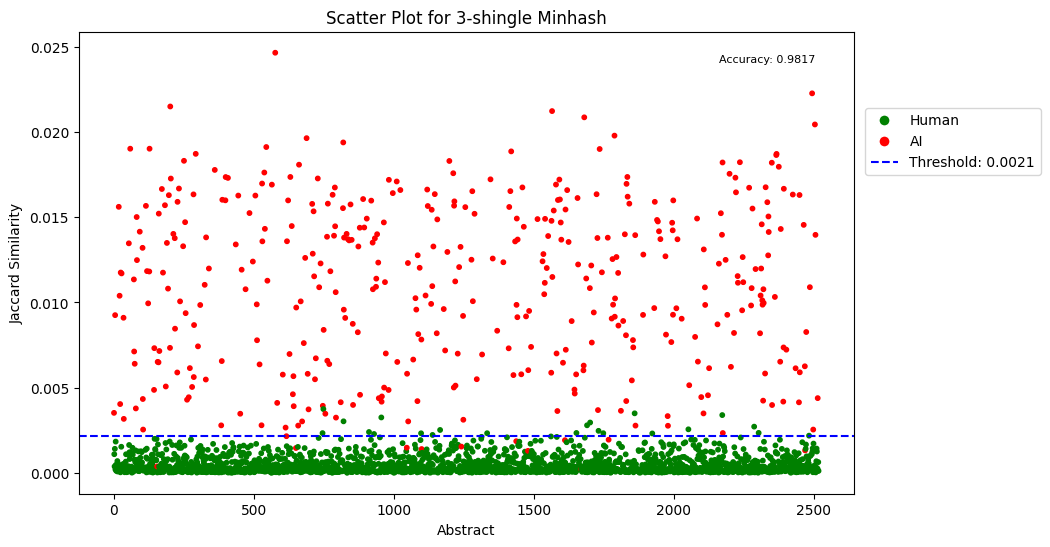 Scatter Plot for 3-shingle Minhash
Accuracy: 0.9817
Human
AI
Threshold: 0.0021
Jaccard Similarity
0.025
0.020
0.015
0.010
0.005
0.000
0 500 1000 1500 2000 2500
Abstract